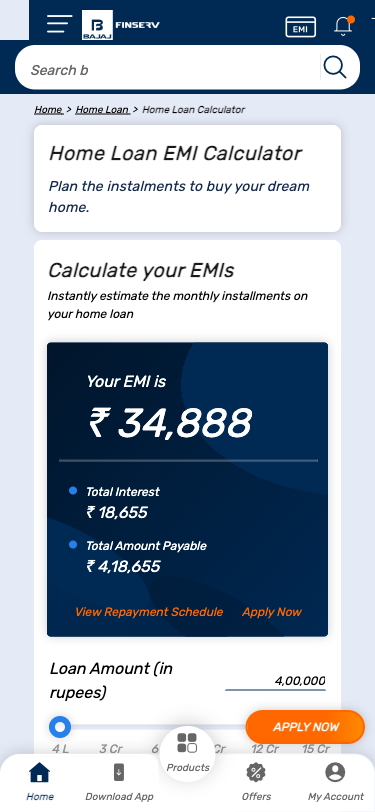 BAJAJ FINSERV
EMI
Search b
Home > Home Loan > Home Loan Calculator
Home Loan EMI Calculator
Plan the instalments to buy your dream
home.
Calculate your EMIs
Instantly estimate the monthly installments on
your home loan
Your EMI is
₹ 34,888
Total Interest
₹ 18,655
Total Amount Payable
₹ 4,18,655
View Repayment Schedule Apply Now
Loan Amount (in
rupees)
4,00,000
APPLY NOW
4 L 3 Cr 6 Cr 12 Cr 15 Cr
Home Download App Products Offers My Account